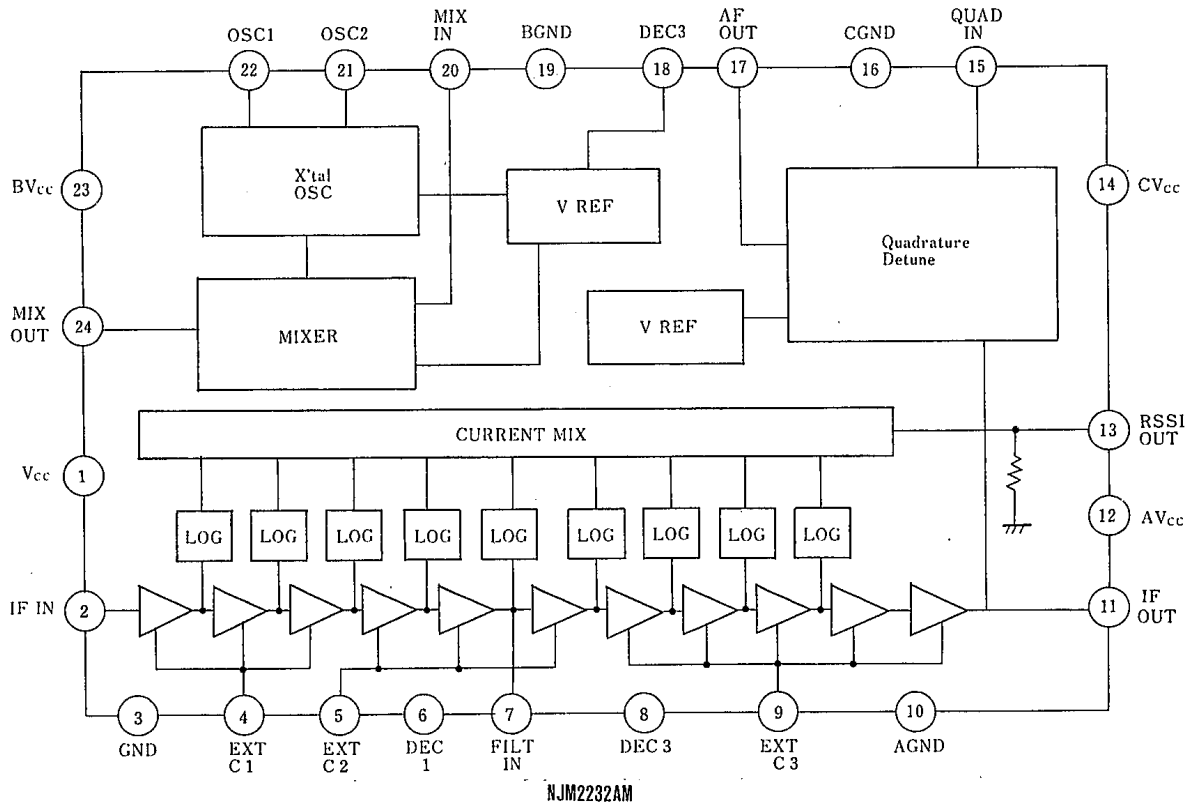 OSC1
OSC2
MIX
IN
BGND
DEC3
AF
OUT
CGND
QUAD
IN
22
21
20
19
18
17
16
15
X'tal
OSC
V REF
Quadrature
Detune
BVcc
23
14
CVcc
MIX
OUT
24
MIXER
V REF
CURRENT MIX
13
RSSI
OUT
Vcc
1
12
AVcc
LOG
LOG
LOG
LOG
LOG
LOG
LOG
LOG
LOG
IF IN
2
11
IF
OUT
3
4
5
6
7
8
9
10
GND
EXT
C1
EXT
C2
DEC
1
FILT
IN
DEC3
EXT
C3
AGND
NJM2232AM